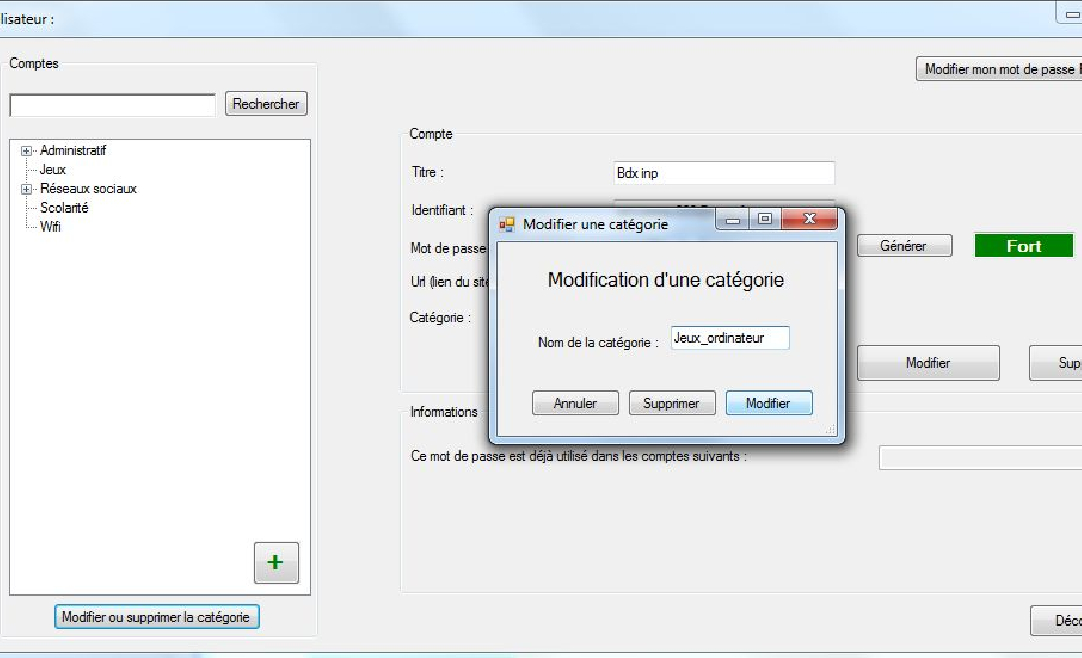 lisateur :
Comptes
Modifier mon mot de passe
Rechercher
Administratif
Jeux
Réseaux sociaux
Scolarité
Wifi
+
Modifier ou supprimer la catégorie
Compte
Titre :
Bdx inp
Identifiant :
Mot de passe
Générer
Fort
Url (lien du site
Catégorie :
Modifier
Sup
Modifier une catégorie
Modification d'une catégorie
Nom de la catégorie :
Jeux_ordinateur
Annuler
Supprimer
Modifier
Informations
Ce mot de passe est déjà utilisé dans les comptes suivants :
Déco